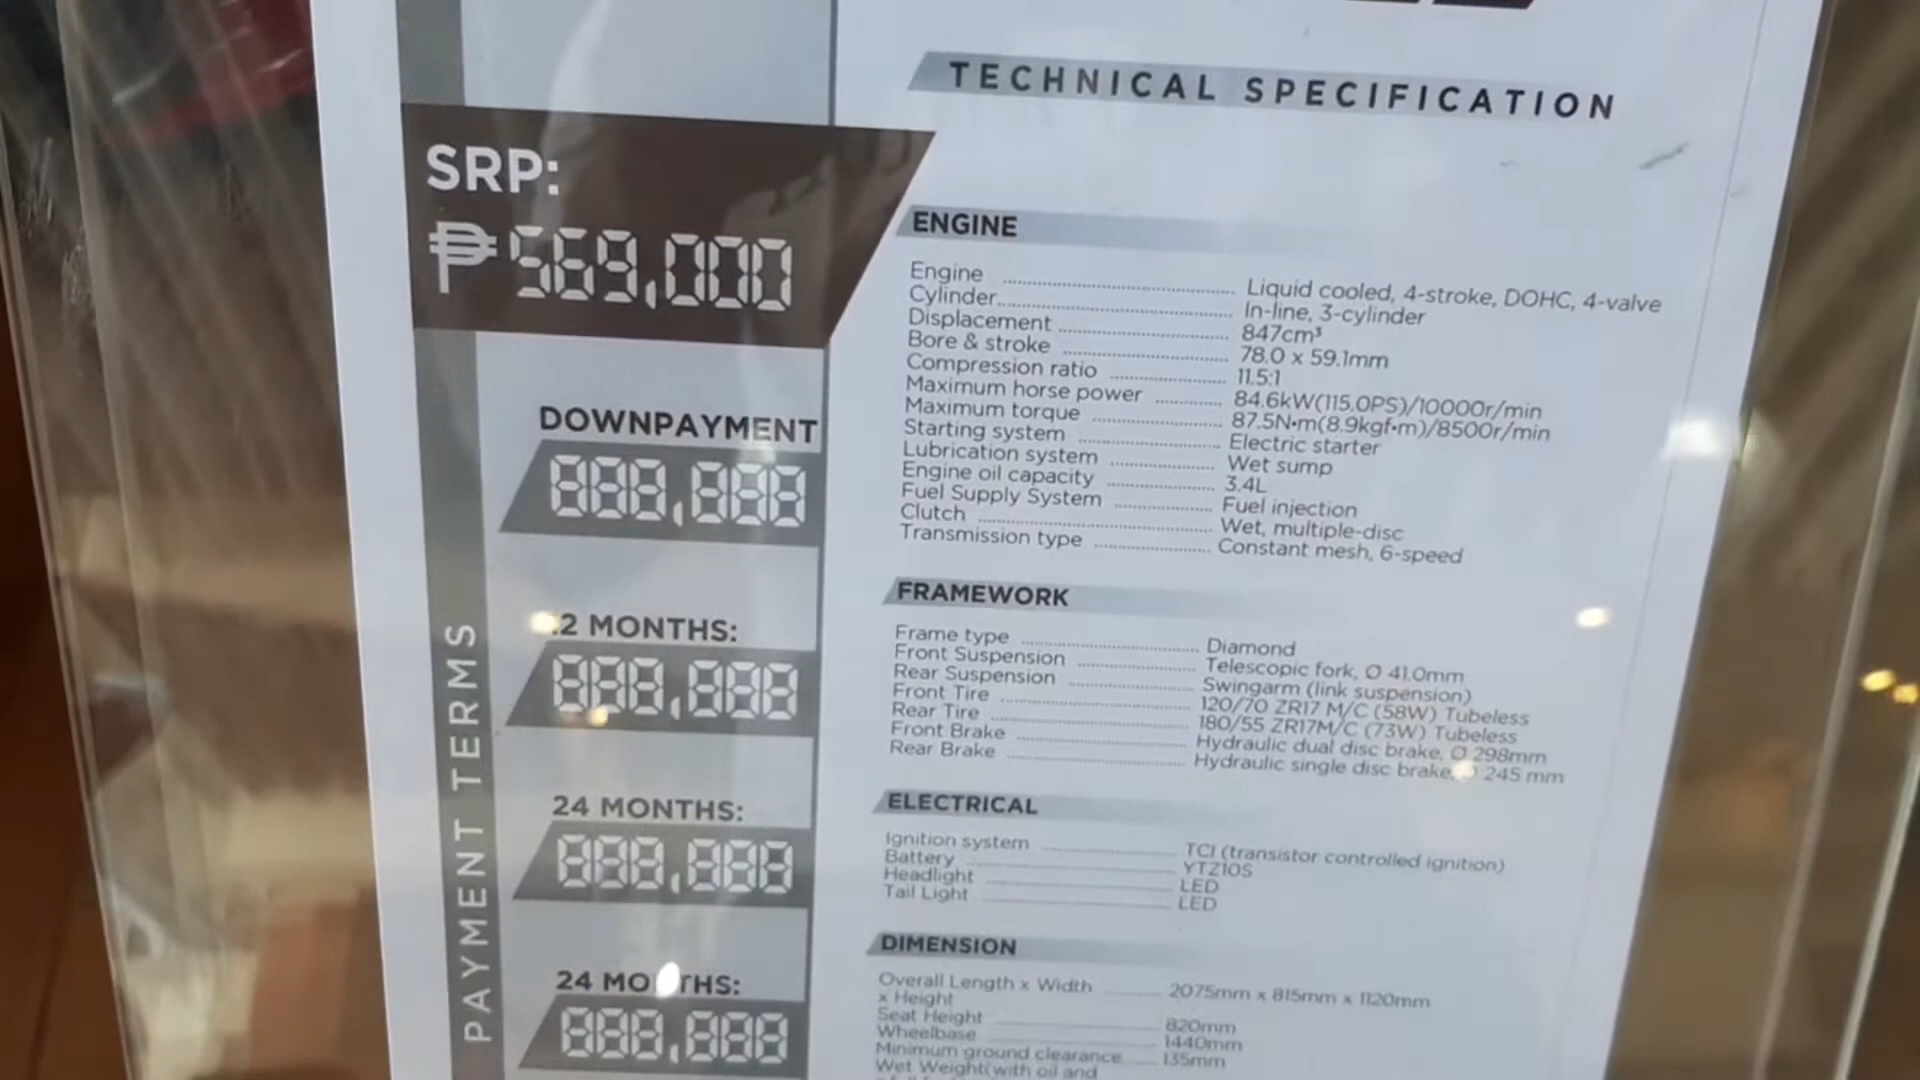 TECHNICAL SPECIFICATION
SRP:
₱569,000
DOWNPAYMENT
888,888
2 MONTHS:
888,888
24 MONTHS:
888,888
24 MO THS:
888,888
PAYMENT TERMS
ENGINE
Engine Liquid cooled, 4-stroke, DOHC, 4-valve
Cylinder In-line, 3-cylinder
Displacement 847cm³
Bore & stroke 78.0 x 59.1mm
Compression ratio 11.5:1
Maximum horse power 84.6kW(115.0PS)/10000r/min
Maximum torque 87.5N•m(8.9kgf•m)/8500r/min
Starting system Electric starter
Lubrication system Wet sump
Engine oil capacity 3.4L
Fuel Supply System Fuel injection
Clutch Wet, multiple-disc
Transmission type Constant mesh, 6-speed
FRAMEWORK
Frame type Diamond
Front Suspension Telescopic fork, Ø 41.0mm
Rear Suspension Swingarm (link suspension)
Front Tire 120/70 ZR17 M/C (58W) Tubeless
Rear Tire 180/55 ZR17M/C (73W) Tubeless
Front Brake Hydraulic dual disc brake, Ø 298mm
Rear Brake Hydraulic single disc brake, Ø 245 mm
ELECTRICAL
Ignition system TCI (transistor controlled ignition)
Battery YTZ10S
Headlight LED
Tail Light LED
DIMENSION
Overall Length x Width 2075mm x 815mm x 1120mm
x Height
Seat Height 820mm
Wheelbase 1440mm
Minimum ground clearance 135mm
Wet Weight(with oil and